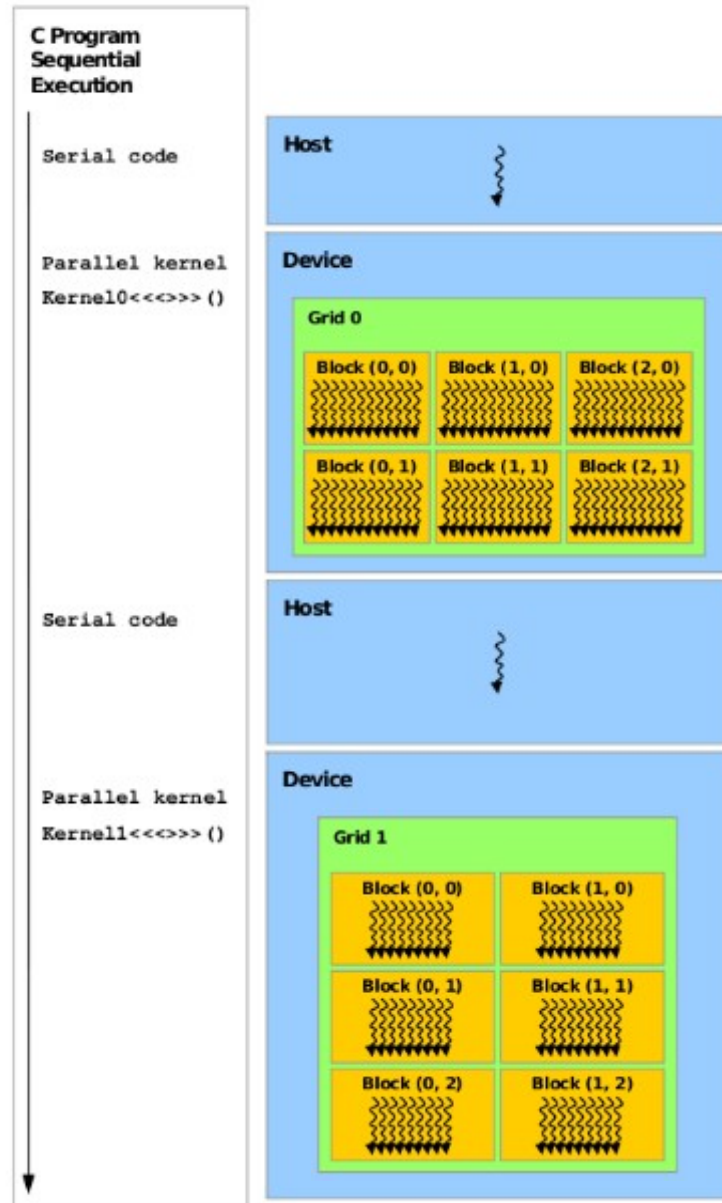 C Program
Sequential
Execution
Serial code
Host
Parallel kernel
Kernel0<<<>>>()
Device
Grid 0
Block (0, 0) Block (1, 0) Block (2, 0)
Block (0, 1) Block (1, 1) Block (2, 1)
Serial code
Host
Parallel kernel
Kernel1<<<>>>()
Device
Grid 1
Block (0, 0) Block (1, 0)
Block (0, 1) Block (1, 1)
Block (0, 2) Block (1, 2)